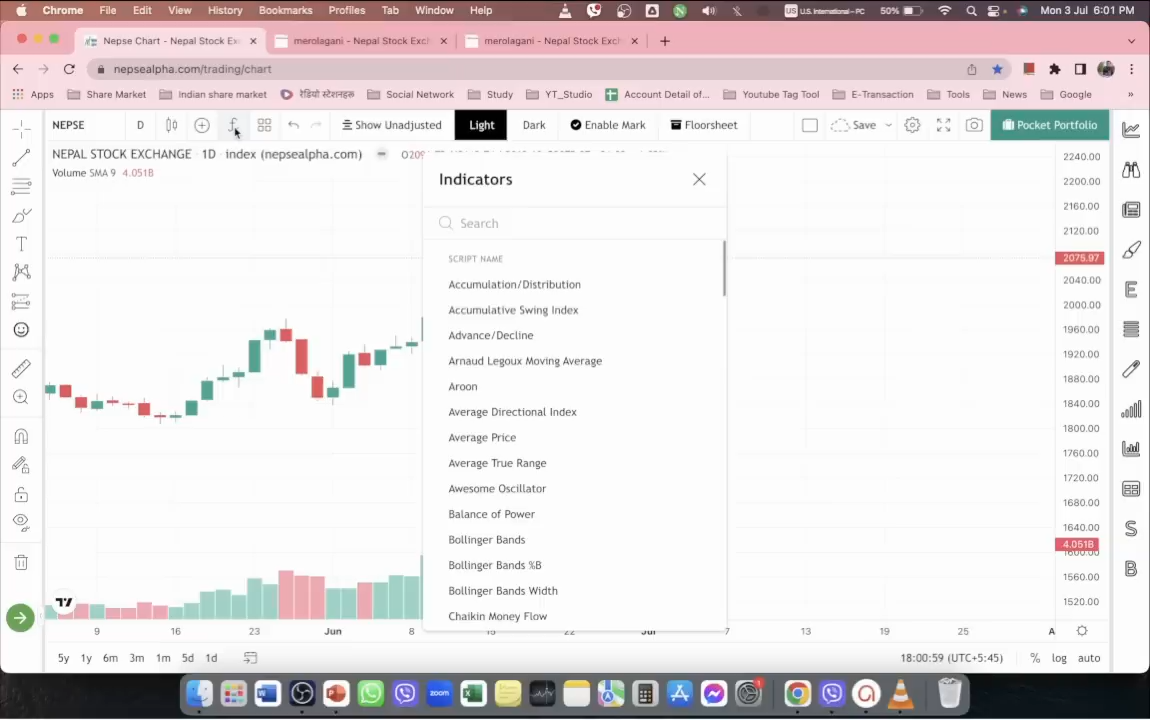 Chrome File Edit View History Bookmarks Profiles Tab Window Help U.S. International – PC 50% Mon 3 Jul 6:01 PM
Nepse Chart - Nepal Stock Ex merolagani - Nepal Stock Exch merolagani - Nepal Stock Exch
nepsealpha.com/trading/chart
Apps Share Market Indian share market रेडियो स्टेशनहरू Social Network Study YT_Studio Account Detail of... Youtube Tag Tool E-Transaction Tools News Google »
NEPSE D Show Unadjusted Light Dark Enable Mark Floorsheet Save Pocket Portfolio
NEPAL STOCK EXCHANGE · 1D · index (nepsealpha.com)
Volume SMA 9 4.051B
Indicators
Search
SCRIPT NAME
Accumulation/Distribution
Accumulative Swing Index
Advance/Decline
Arnaud Legoux Moving Average
Aroon
Average Directional Index
Average Price
Average True Range
Awesome Oscillator
Balance of Power
Bollinger Bands
Bollinger Bands %B
Bollinger Bands Width
Chaikin Money Flow
2240.00
2200.00
2160.00
2120.00
2075.97
2040.00
2000.00
1960.00
1920.00
1880.00
1840.00
1800.00
1760.00
1720.00
1680.00
1640.00
4.051B
1600.00
1560.00
1520.00
9 16 23 Jun 8 15 22 Jul 7 13 19 25 A
5y 1y 6m 3m 1m 5d 1d 18:00:59 (UTC+5:45) % log auto
E
S
B
T
zoom
1